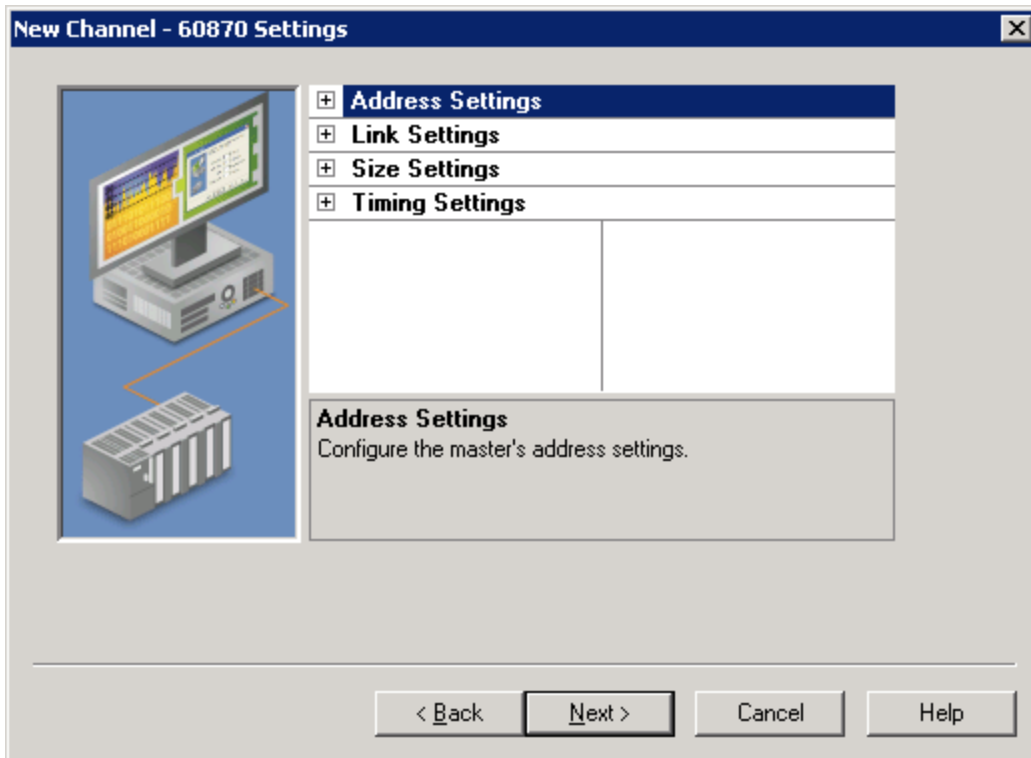 New Channel - 60870 Settings
Address Settings
Link Settings
Size Settings
Timing Settings
Address Settings
Configure the master's address settings.
< Back
Next >
Cancel
Help